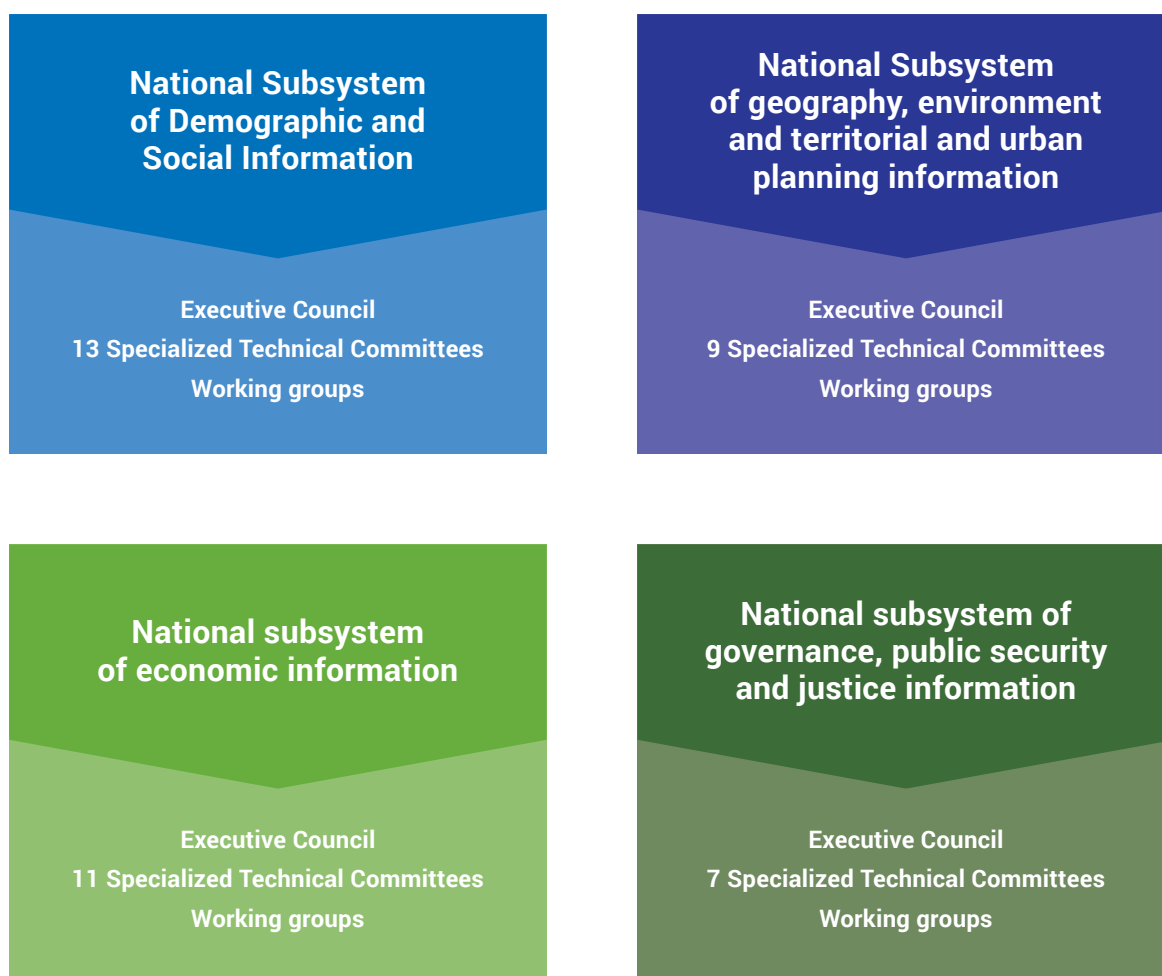 National Subsystem
of Demographic and
Social Information
Executive Council
13 Specialized Technical Committees
Working groups
National Subsystem
of geography, environment
and territorial and urban
planning information
Executive Council
9 Specialized Technical Committees
Working groups
National subsystem
of economic information
Executive Council
11 Specialized Technical Committees
Working groups
National subsystem of
governance, public security
and justice information
Executive Council
7 Specialized Technical Committees
Working groups